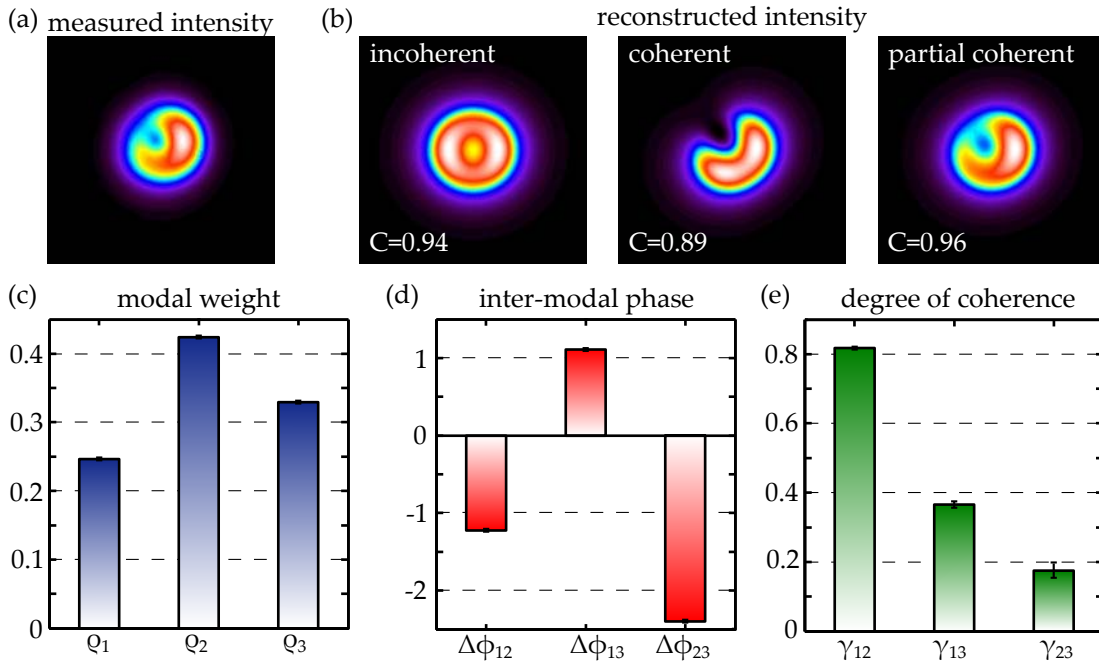 (a)
measured intensity
(b)
reconstructed intensity
incoherent
C=0.94
coherent
C=0.89
partial coherent
C=0.96
(c)
modal weight
0.4
0.3
0.2
0.1
0
ϱ₁
ϱ₂
ϱ₃
(d)
inter-modal phase
1
0
-1
-2
Δϕ₁₂
Δϕ₁₃
Δϕ₂₃
(e)
degree of coherence
0.8
0.6
0.4
0.2
0
γ₁₂
γ₁₃
γ₂₃